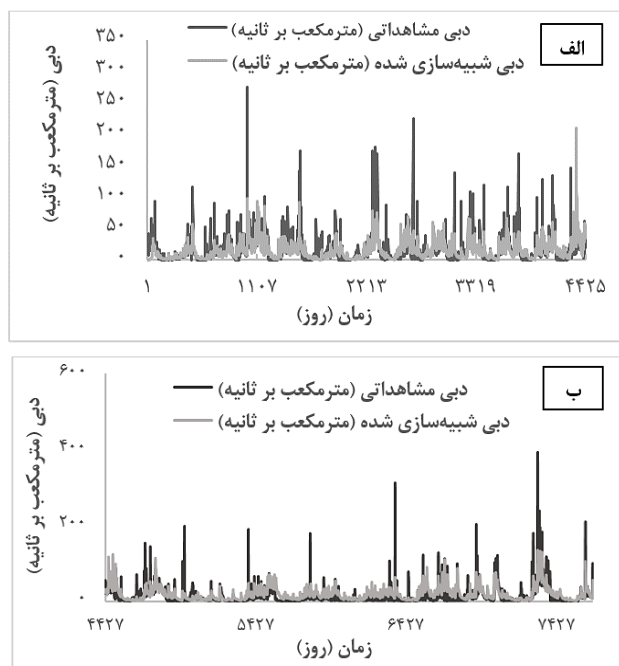 الف
دبی مشاهداتی (مترمکعب بر ثانیه)
دبی شبیه‌سازی شده (مترمکعب بر ثانیه)
دبی (مترمکعب بر ثانیه)
۳۵۰
۳۰۰
۲۵۰
۲۰۰
۱۵۰
۱۰۰
۵۰
۰
۱ ۱۱۰۷ ۲۲۱۳ ۳۳۱۹ ۴۴۲۵
زمان (روز)
ب
دبی مشاهداتی (مترمکعب بر ثانیه)
دبی شبیه‌سازی شده (مترمکعب بر ثانیه)
دبی (مترمکعب بر ثانیه)
۶۰۰
۴۰۰
۲۰۰
۰
۴۴۲۷ ۵۴۲۷ ۶۴۲۷ ۷۴۲۷
زمان (روز)